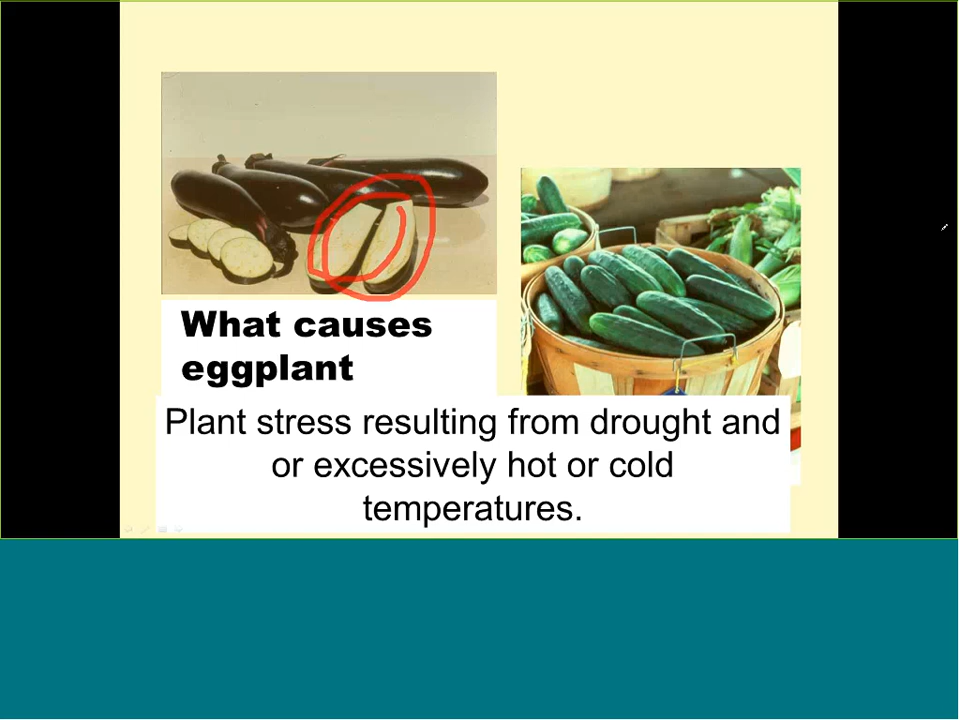 What causes
eggplant
Plant stress resulting from drought and
or excessively hot or cold
temperatures.